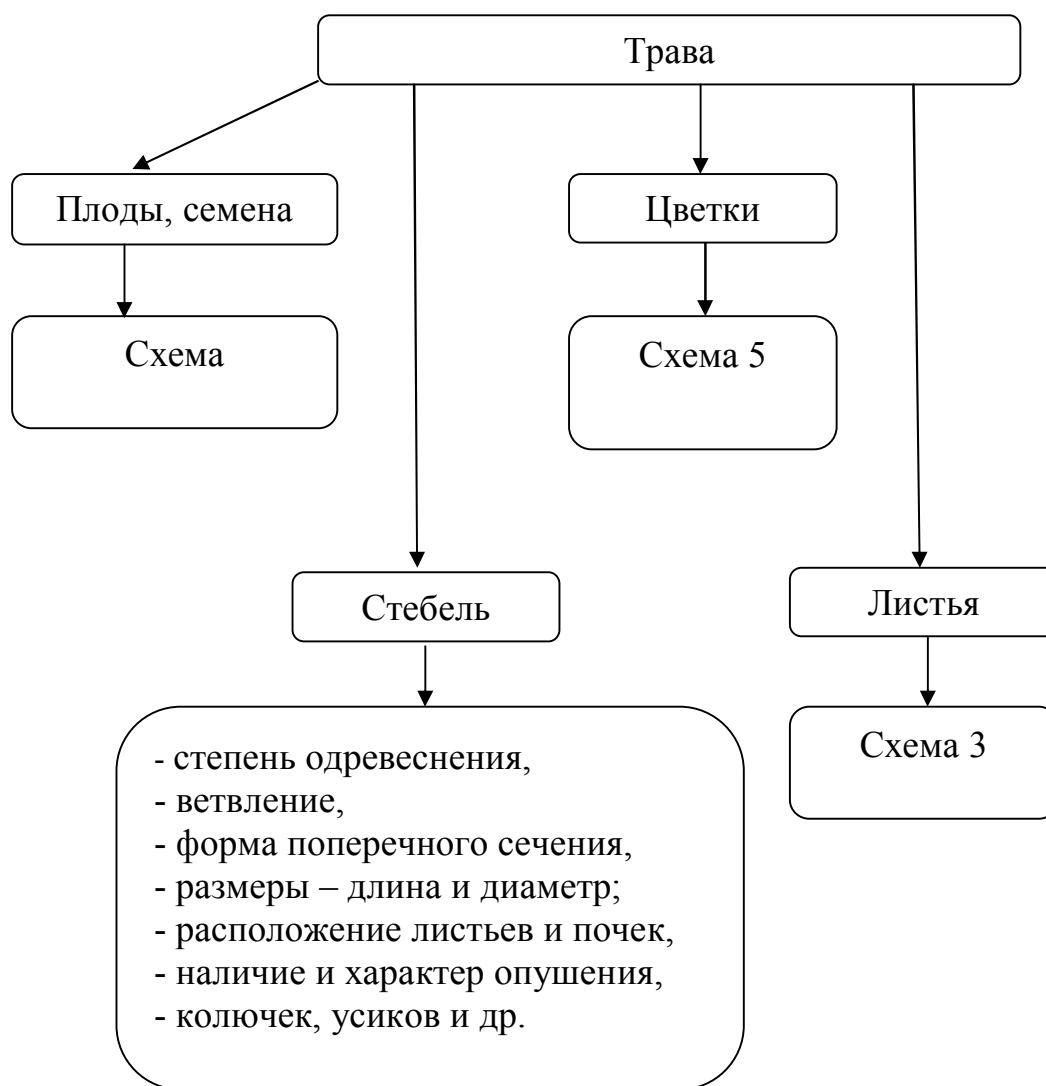 Трава
Плоды, семена
Цветки
Схема
Схема 5
Стебель
Листья
- степень одревеснения,
- ветвление,
- форма поперечного сечения,
- размеры – длина и диаметр;
- расположение листьев и почек,
- наличие и характер опушения,
- колючек, усиков и др.
Схема 3